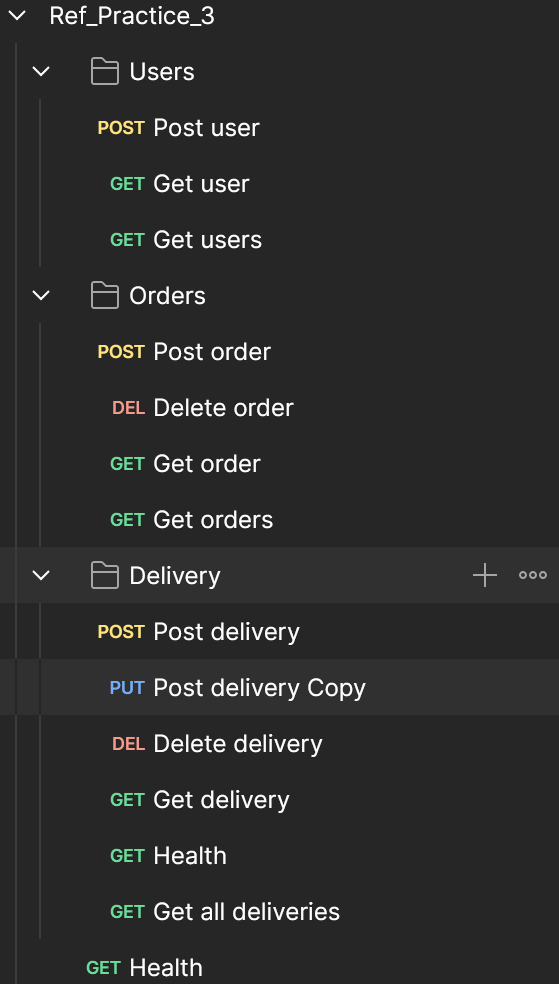 Ref_Practice_3
Users
POST Post user
GET Get user
GET Get users
Orders
POST Post order
DEL Delete order
GET Get order
GET Get orders
Delivery
POST Post delivery
PUT Post delivery Copy
DEL Delete delivery
GET Get delivery
GET Health
GET Get all deliveries
GET Health